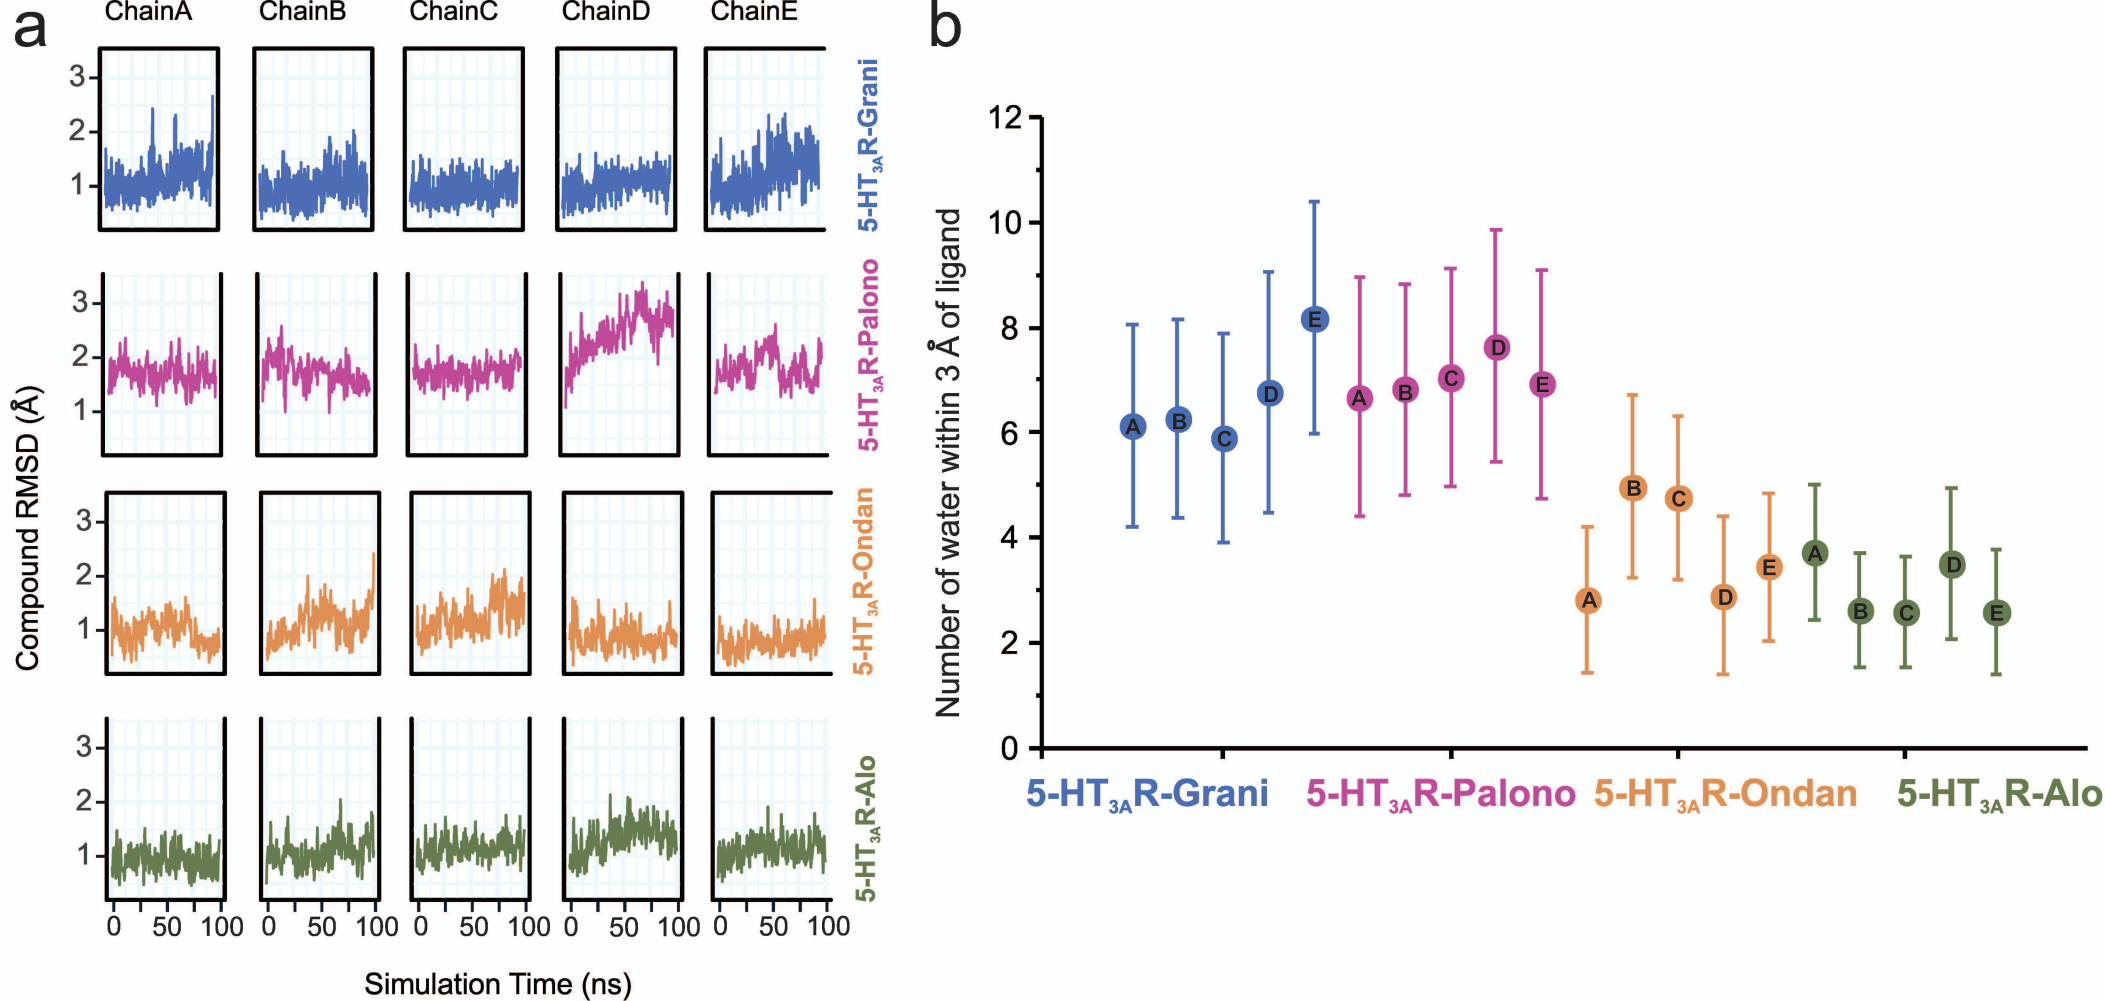 a
ChainA ChainB ChainC ChainD ChainE
Compound RMSD (Å)
3
2
1
5-HT3AR-Grani
3
2
1
5-HT3AR-Palono
3
2
1
5-HT3AR-Ondan
3
2
1
5-HT3AR-Alo
0 50 100 0 50 100 0 50 100 0 50 100 0 50 100
Simulation Time (ns)
b
Number of water within 3 Å of ligand
12
10
8
6
4
2
0
A B C D E
A B C D E
A B C D E
A B C D E
5-HT3AR-Grani 5-HT3AR-Palono 5-HT3AR-Ondan 5-HT3AR-Alo